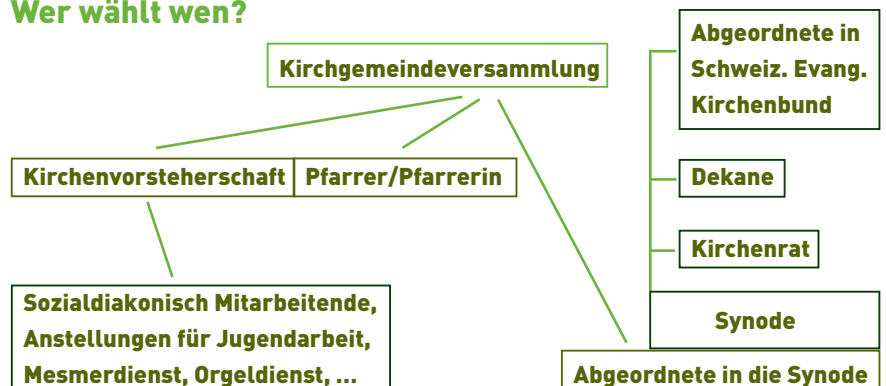 Wer wählt wen?
Kirchgemeindeversammlung
Abgeordnete in
Schweiz. Evang.
Kirchenbund
Kirchenvorsteherschaft
Pfarrer/Pfarrerin
Dekane
Kirchenrat
Sozialdiakonisch Mitarbeitende,
Anstellungen für Jugendarbeit,
Mesmerdienst, Orgeldienst, ...
Synode
Abgeordnete in die Synode